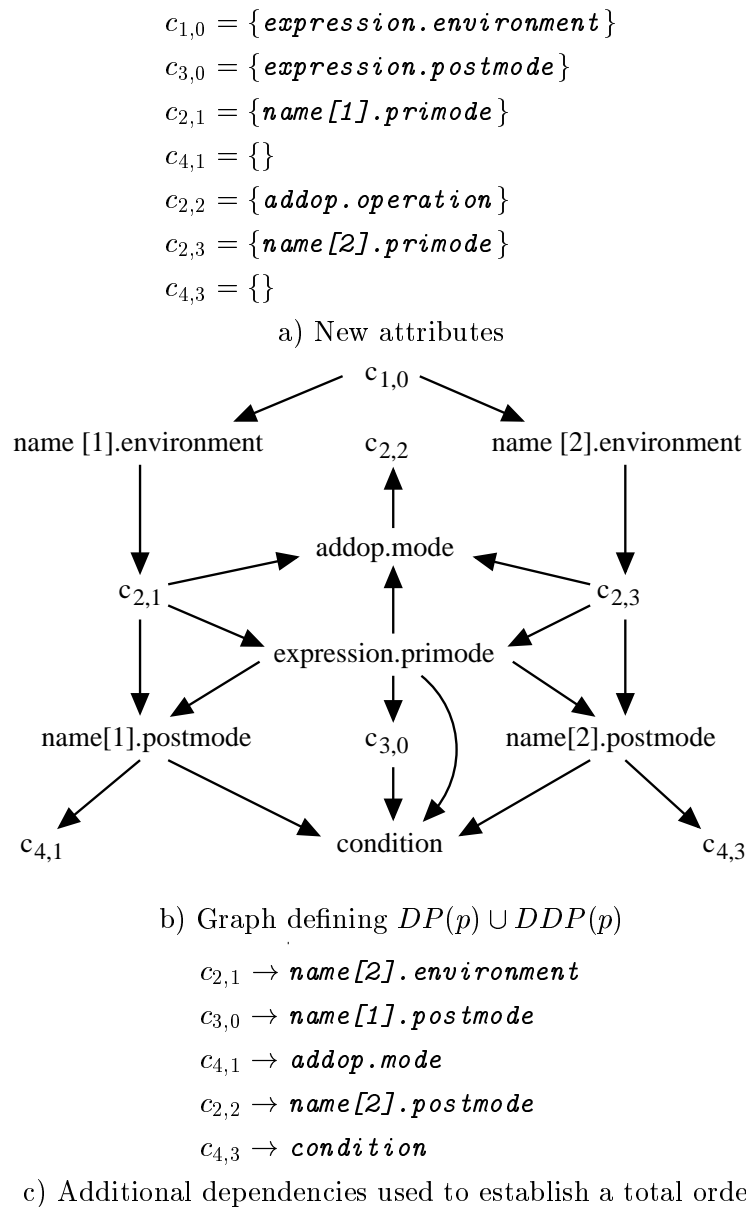 c1,0 = {expression.environment}
c3,0 = {expression.postmode}
c2,1 = {name[1].primode}
c4,1 = {}
c2,2 = {addop.operation}
c2,3 = {name[2].primode}
c4,3 = {}
a) New attributes
c1,0
name [1].environment
c2,2
name [2].environment
addop.mode
c2,1
c2,3
expression.primode
name[1].postmode
c3,0
name[2].postmode
c4,1
condition
c4,3
b) Graph defining DP(p) ∪ DDP(p)
c2,1 → name[2].environment
c3,0 → name[1].postmode
c4,1 → addop.mode
c2,2 → name[2].postmode
c4,3 → condition
c) Additional dependencies used to establish a total orde